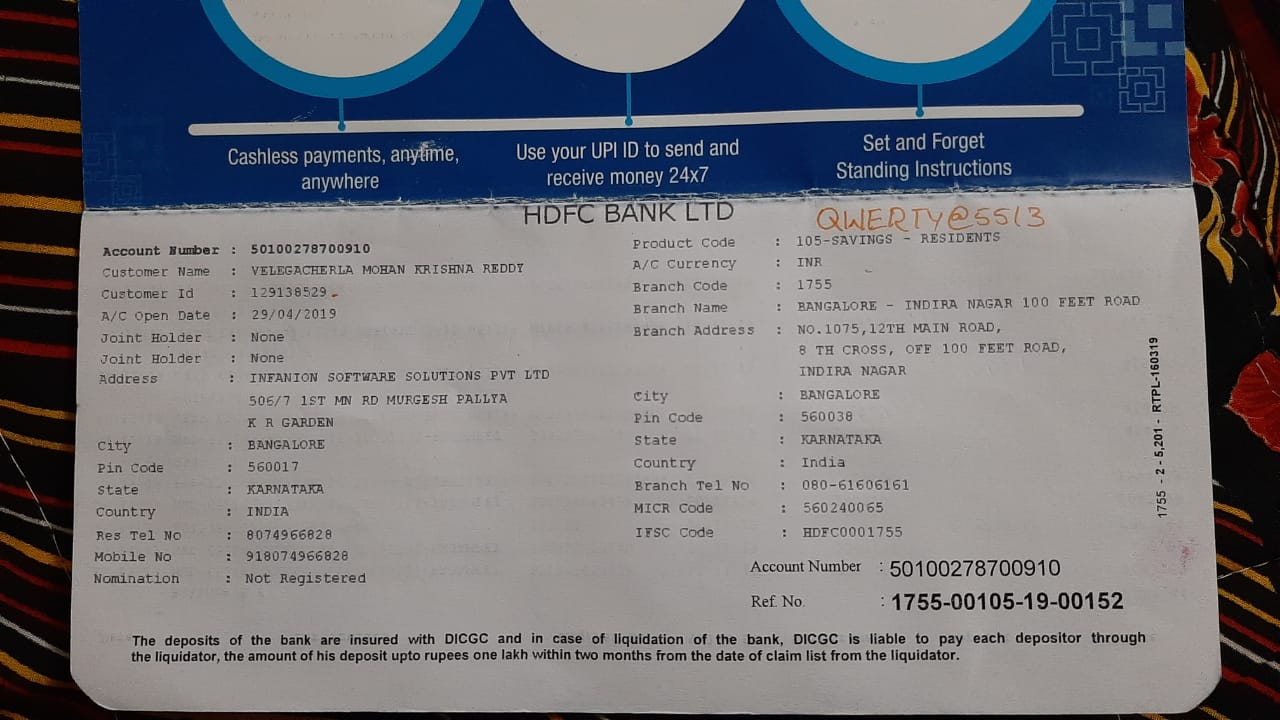 Cashless payments, anytime,
anywhere
Use your UPI ID to send and
receive money 24x7
Set and Forget
Standing Instructions
HDFC BANK LTD
QWERTY@5513
Account Number : 50100278700910
Customer Name : VELEGACHERLA MOHAN KRISHNA REDDY
Customer Id : 129138529
A/C Open Date : 29/04/2019
Joint Holder : None
Joint Holder : None
Address : INFANION SOFTWARE SOLUTIONS PVT LTD
506/7 1ST MN RD MURGESH PALLYA
K R GARDEN
City : BANGALORE
Pin Code : 560017
State : KARNATAKA
Country : INDIA
Res Tel No : 8074966828
Mobile No : 918074966828
Nomination : Not Registered
Product Code : 105-SAVINGS - RESIDENTS
A/C Currency : INR
Branch Code : 1755
Branch Name : BANGALORE - INDIRA NAGAR 100 FEET ROAD
Branch Address : NO.1075,12TH MAIN ROAD,
8 TH CROSS, OFF 100 FEET ROAD,
INDIRA NAGAR
City : BANGALORE
Pin Code : 560038
State : KARNATAKA
Country : India
Branch Tel No : 080-61606161
MICR Code : 560240065
IFSC Code : HDFC0001755
Account Number : 50100278700910
Ref. No. : 1755-00105-19-00152
1755 - 2 - 5,201 - RTPL-160319
The deposits of the bank are insured with DICGC and in case of liquidation of the bank, DICGC is liable to pay each depositor through
the liquidator, the amount of his deposit upto rupees one lakh within two months from the date of claim list from the liquidator.